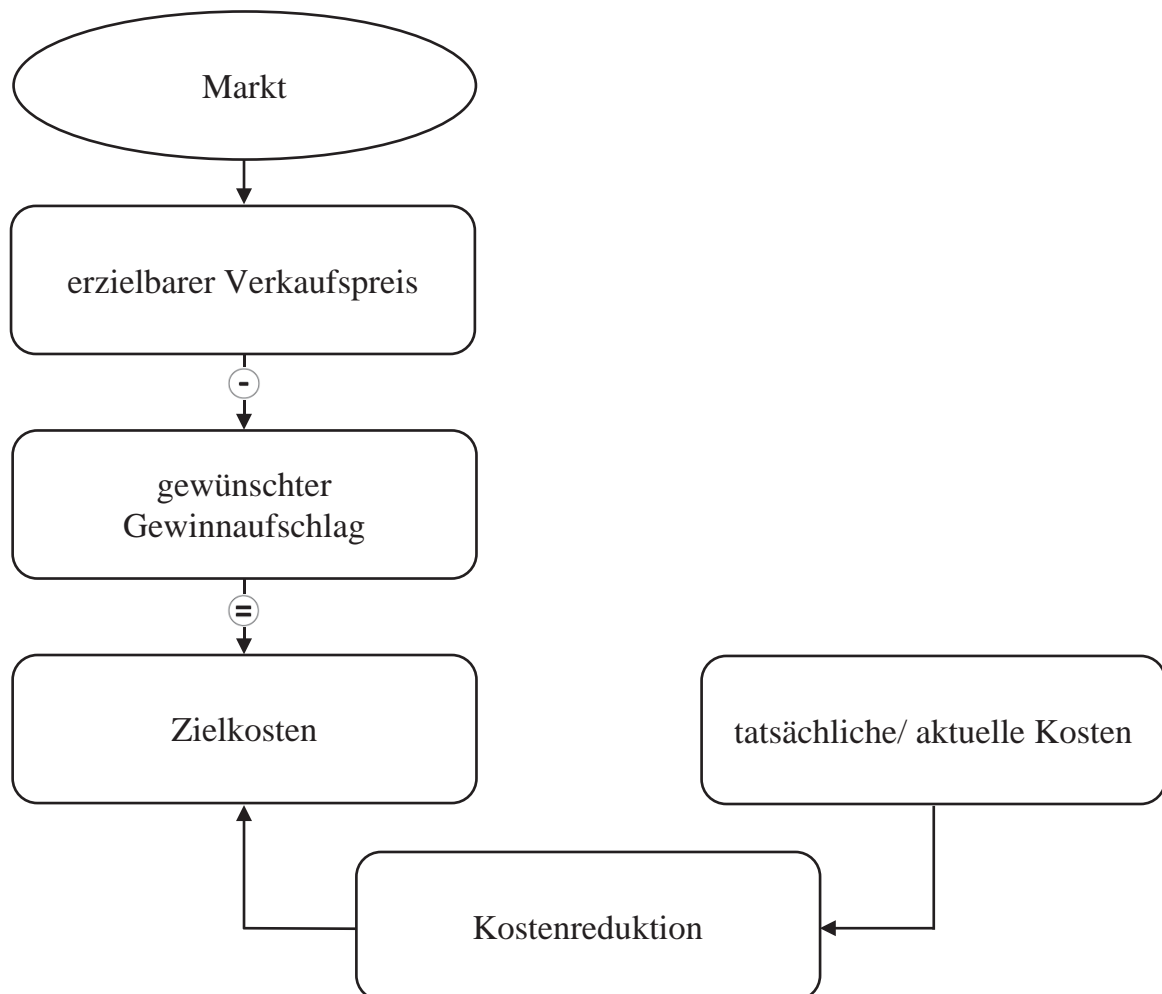 Markt
erzielbarer Verkaufspreis
-
gewünschter
Gewinnaufschlag
=
Zielkosten
tatsächliche/ aktuelle Kosten
Kostenreduktion